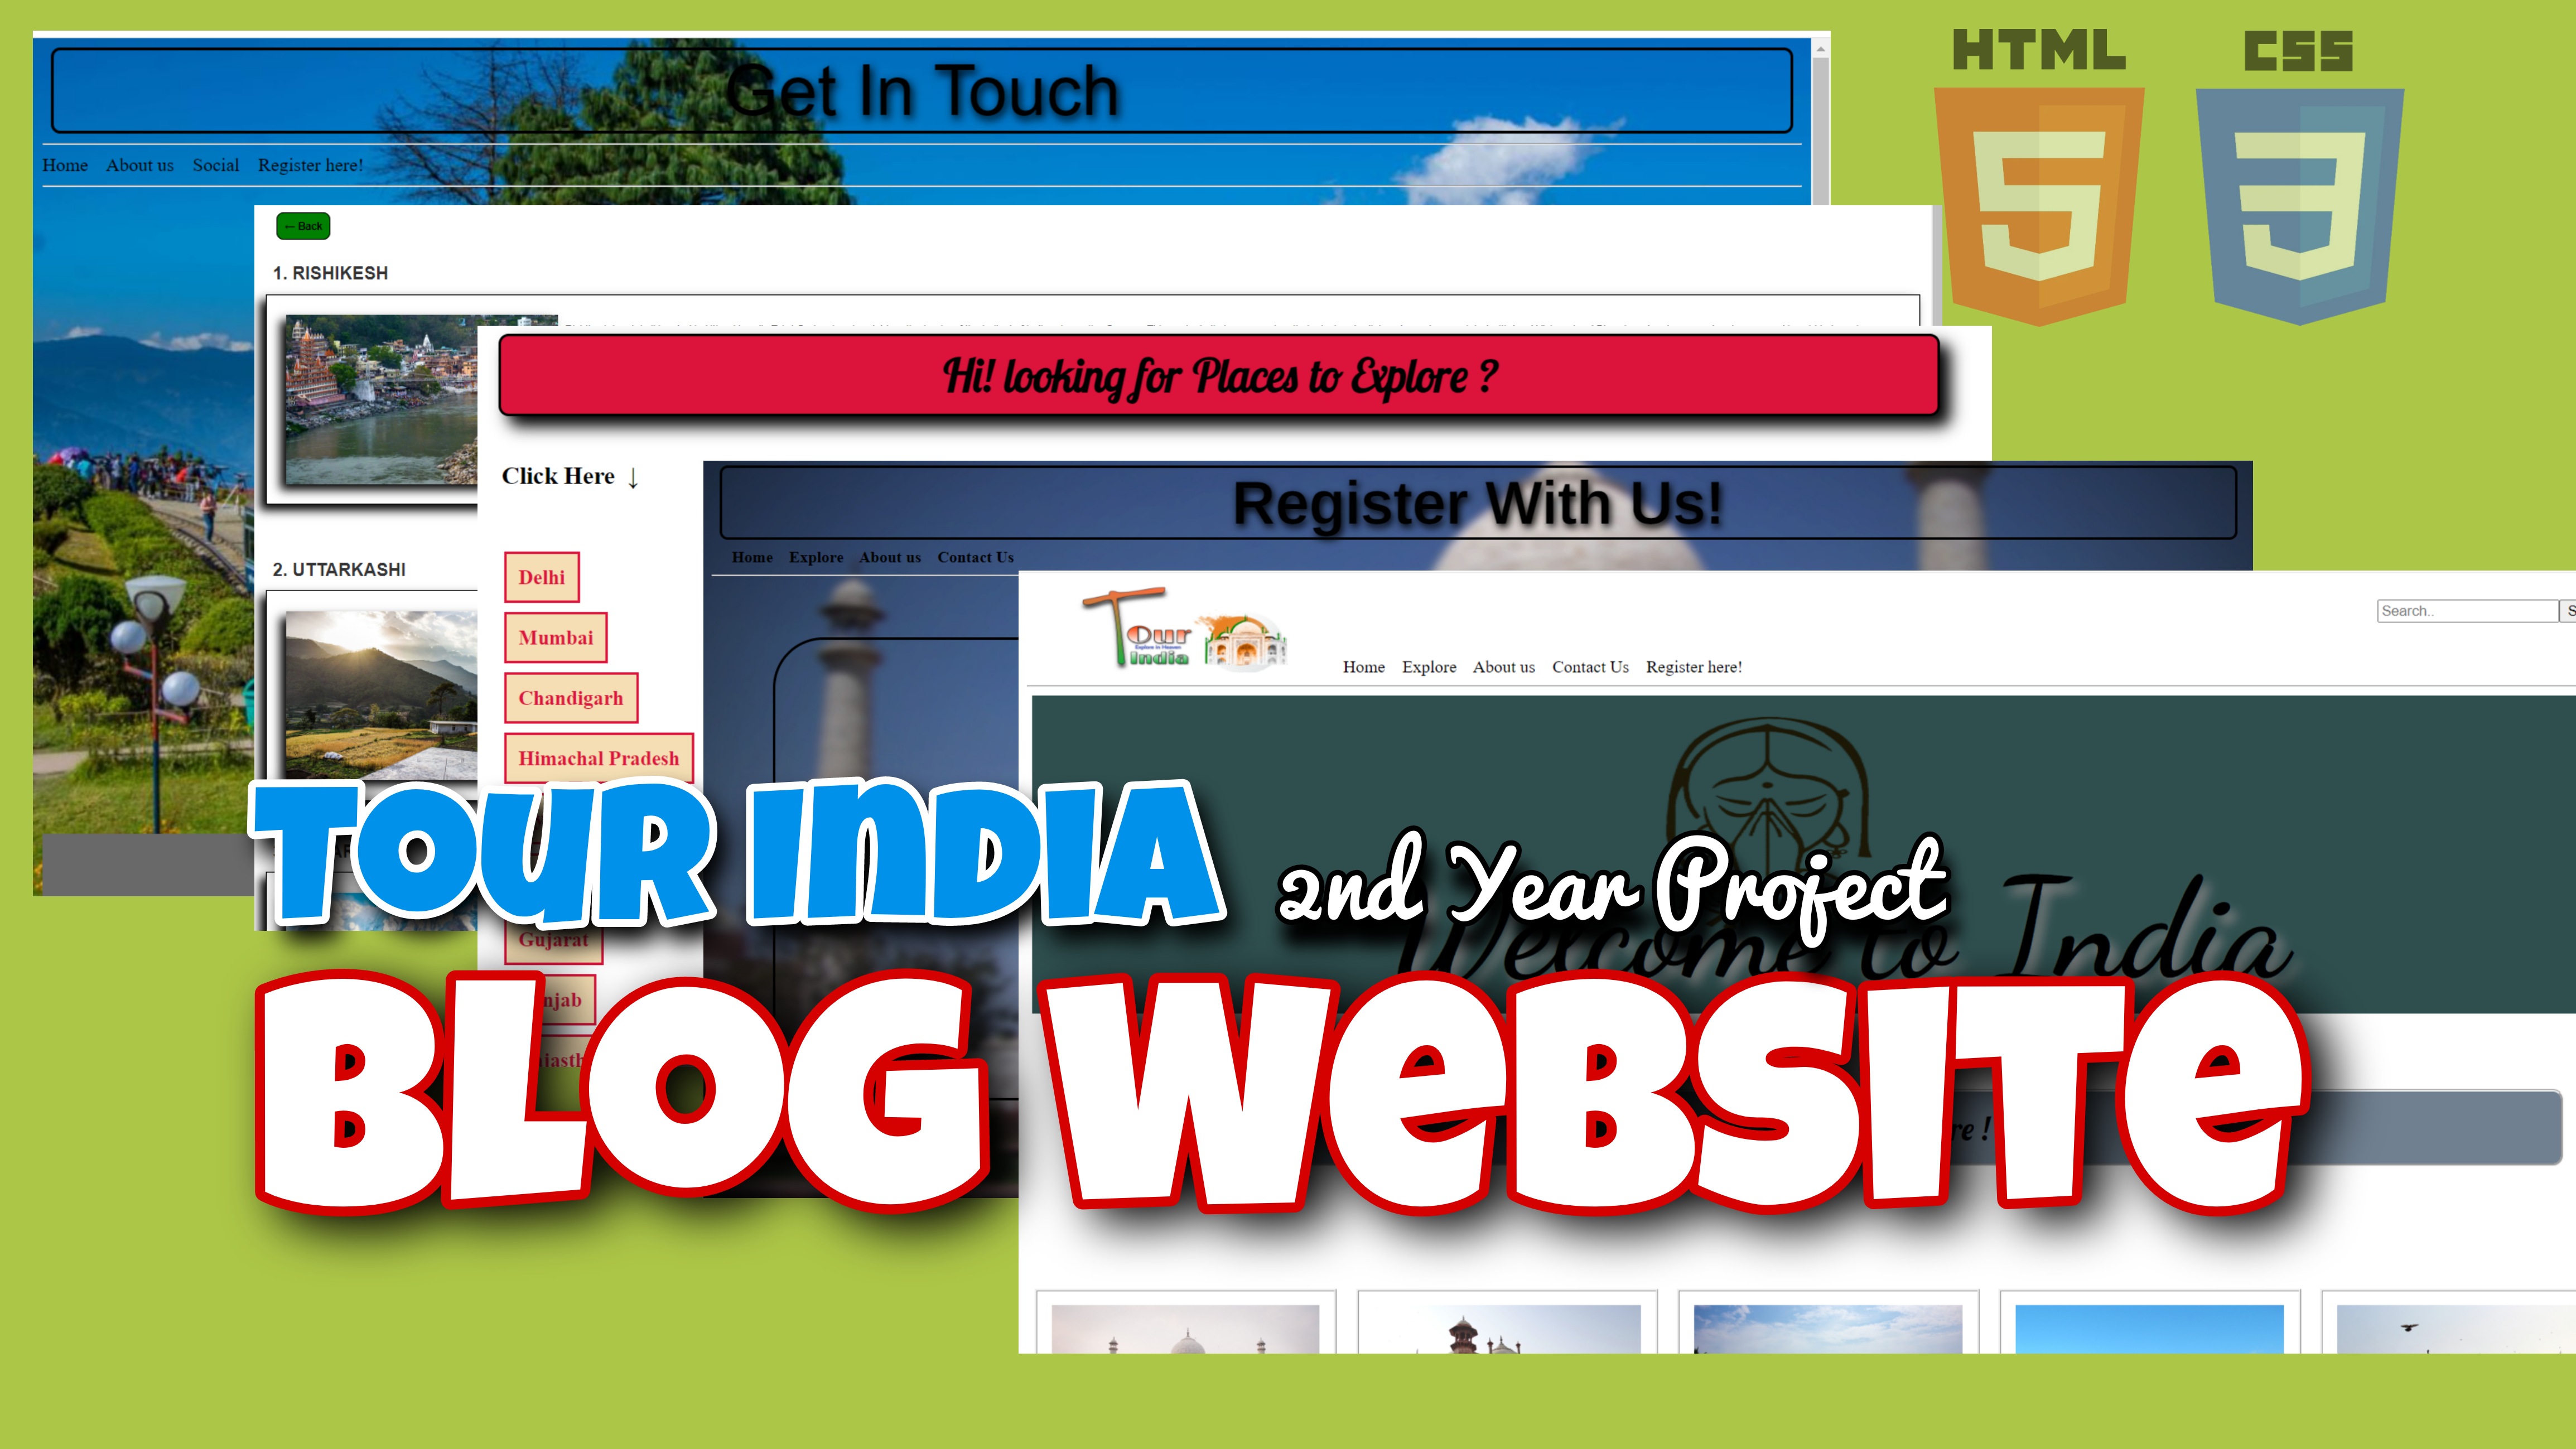 HTML
CSS
Get In Touch
Home About us Social Register here!
← Back
1. RISHIKESH
Hi! looking for Places to Explore ?
Click Here ↓
Register With Us!
Home Explore About us Contact Us
2. UTTARKASHI
Delhi
Mumbai
Chandigarh
Himachal Pradesh
Gujarat
Tour
India
Search..
Home Explore About us Contact Us Register here!
Welcome to India
TOUR INDIA
2nd Year Project
BLOG WEBSITE